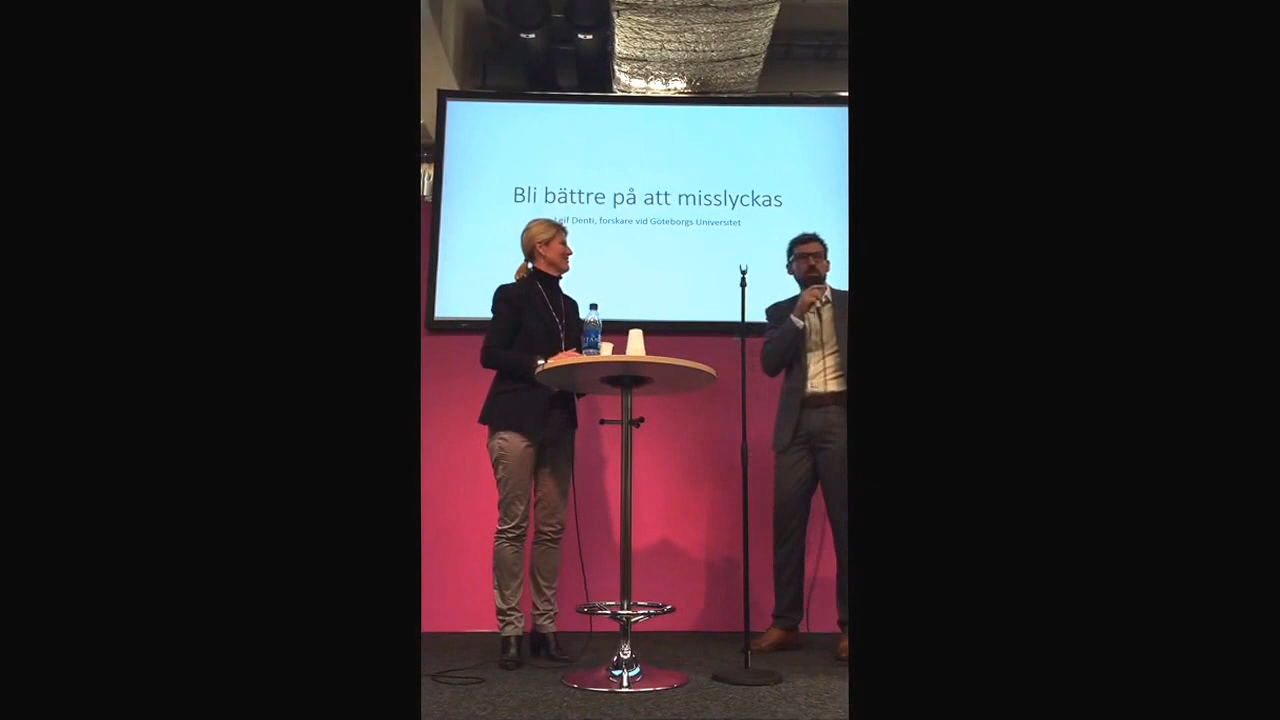 Bli bättre på att misslyckas
Leif Denti, forskare vid Göteborgs Universitet